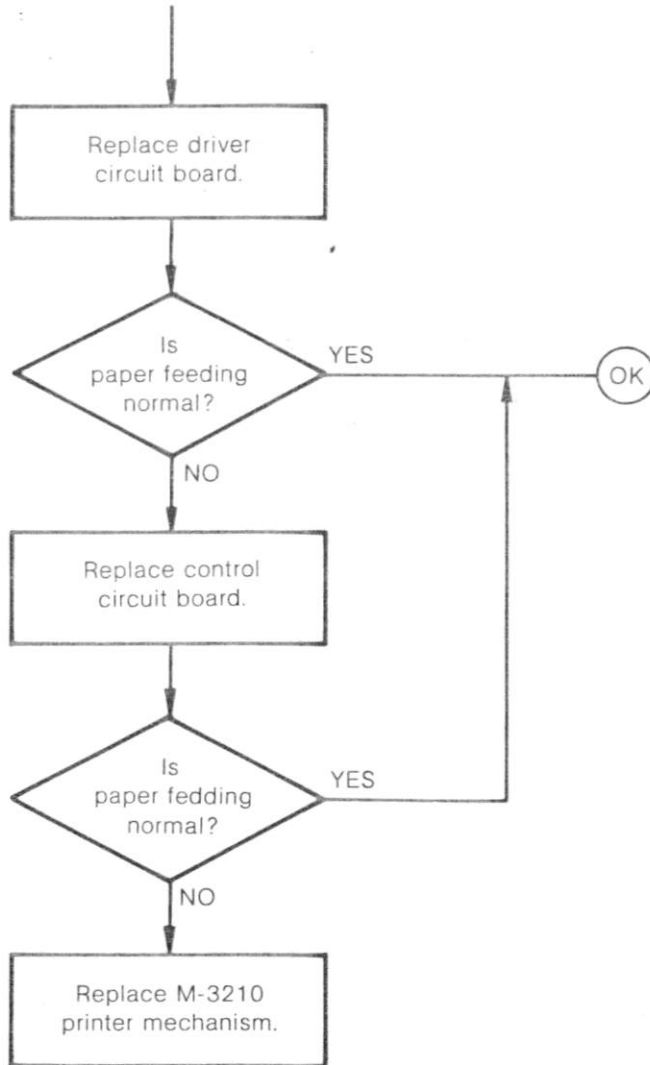 Replace driver
circuit board.
Is
paper feeding
normal?
YES
OK
NO
Replace control
circuit board.
Is
paper fedding
normal?
YES
NO
Replace M-3210
printer mechanism.